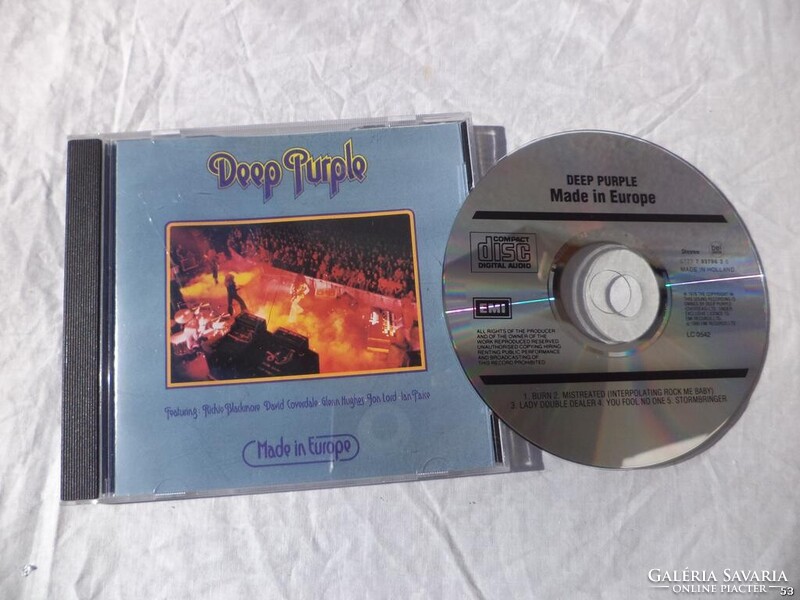 Deep Purple
Featuring: Ritchie Blackmore David Coverdale Glenn Hughes Jon Lord Ian Paice
Made in Europe
DEEP PURPLE
Made in Europe
COMPACT
disc
DIGITAL AUDIO
Stereo
MADE IN HOLLAND
EMI
ALL RIGHTS OF THE PRODUCER
AND OF THE OWNER OF THE
WORK REPRODUCED RESERVED.
UNAUTHORISED COPYING HIRING
RENTING PUBLIC PERFORMANCE
AND BROADCASTING OF
THIS RECORD PROHIBITED.
LC 0542
1. BURN 2. MISTREATED (INTERPOLATING ROCK ME BABY)
3. LADY DOUBLE DEALER 4. YOU FOOL NO ONE 5. STORMBRINGER
GALÉRIA SAVARIA
ONLINE PIACTÉR
53